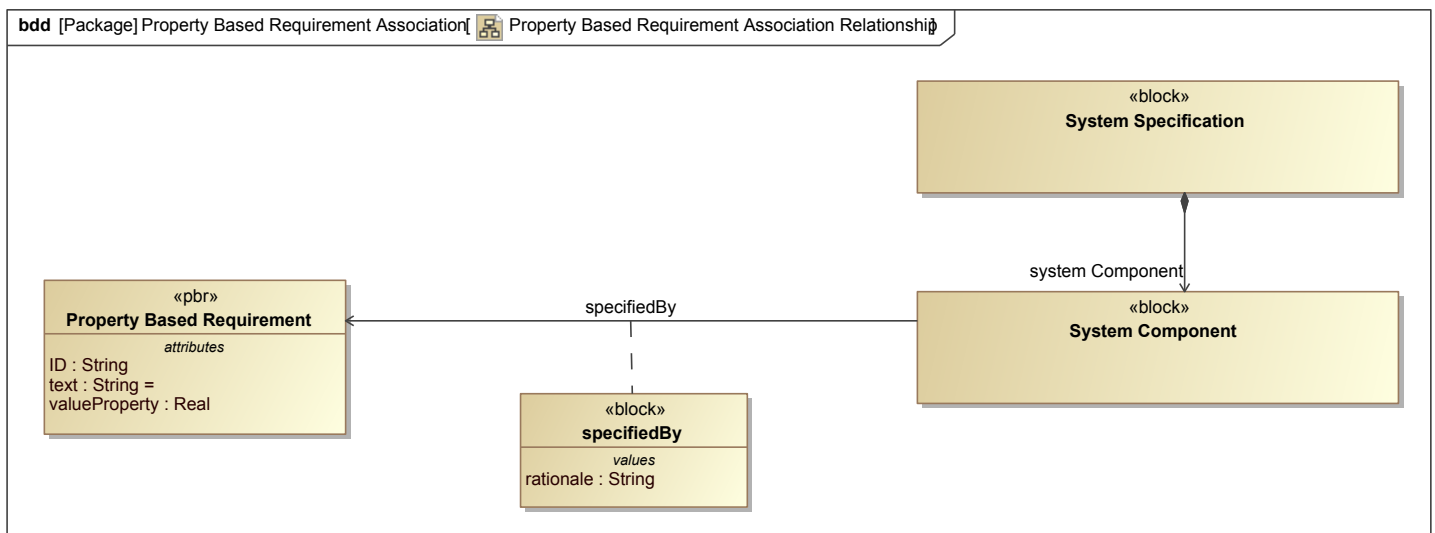 bdd [Package] Property Based Requirement Association[ Property Based Requirement Association Relationship]
«block»
System Specification
system Component
«block»
System Component
specifiedBy
«pbr»
Property Based Requirement
attributes
ID : String
text : String =
valueProperty : Real
«block»
specifiedBy
values
rationale : String